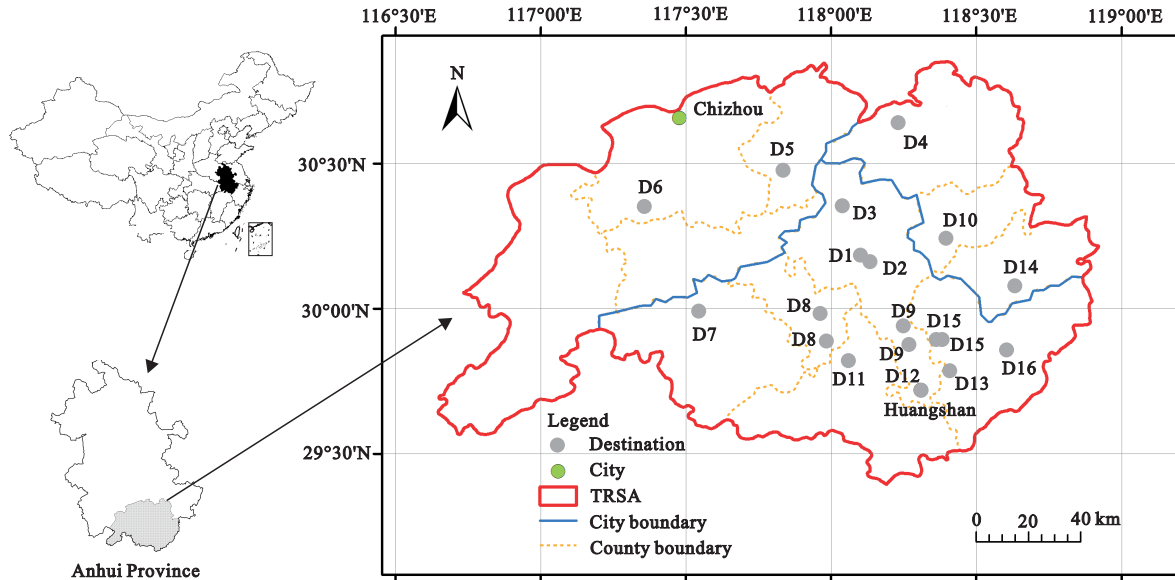 116°30'E 117°00'E 117°30'E 118°00'E 118°30'E 119°00'E
N
Chizhou
D4
30°30'N
D5
D6
D3
D10
D1
D2
D14
30°00'N
D8
D9
D7
D15
D8
D15
D9
D16
D11
D12
D13
Huangshan
Legend
Destination
29°30'N
City
TRSA
City boundary
0 20 40 km
County boundary
Anhui Province